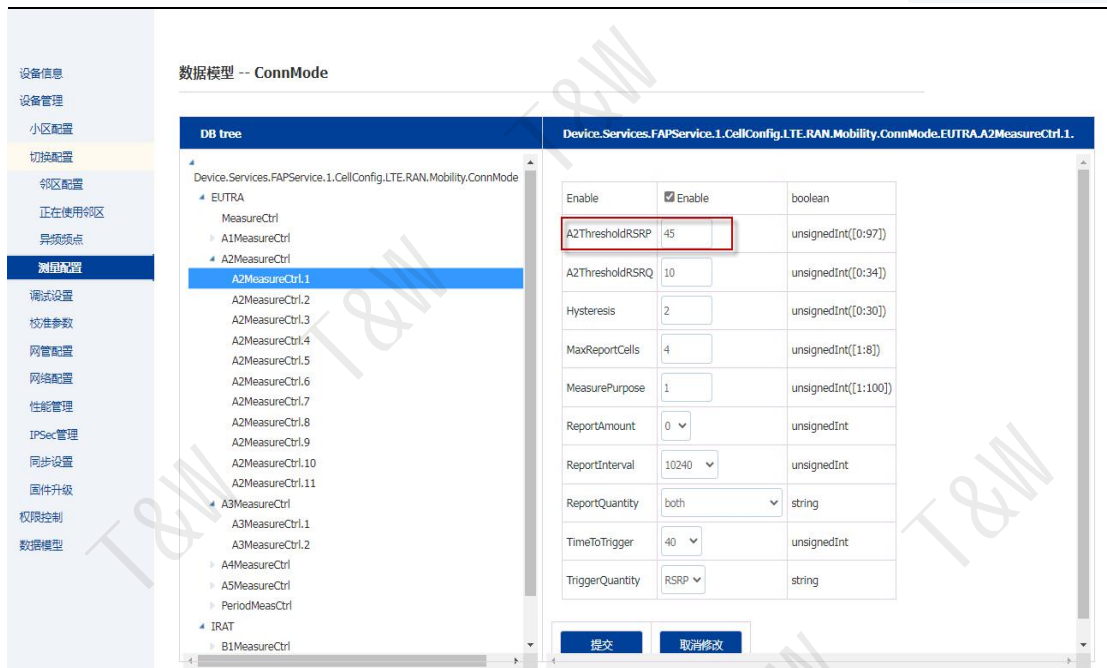 数据模型 -- ConnMode
设备信息
设备管理
小区配置
切换配置
邻区配置
正在使用邻区
异频频点
测量配置
调试设置
校准参数
网管配置
网络配置
性能管理
IPSec管理
同步设置
固件升级
权限控制
数据模型
DB tree
Device.Services.FAPService.1.CellConfig.LTE.RAN.Mobility.ConnMode
EUTRA
MeasureCtrl
A1MeasureCtrl
A2MeasureCtrl
A2MeasureCtrl.1
A2MeasureCtrl.2
A2MeasureCtrl.3
A2MeasureCtrl.4
A2MeasureCtrl.5
A2MeasureCtrl.6
A2MeasureCtrl.7
A2MeasureCtrl.8
A2MeasureCtrl.9
A2MeasureCtrl.10
A2MeasureCtrl.11
A3MeasureCtrl
A3MeasureCtrl.1
A3MeasureCtrl.2
A4MeasureCtrl
A5MeasureCtrl
PeriodMeasCtrl
IRAT
B1MeasureCtrl
Device.Services.FAPService.1.CellConfig.LTE.RAN.Mobility.ConnMode.EUTRA.A2MeasureCtrl.1.
Enable Enable boolean
A2ThresholdRSRP 45 unsignedInt([0:97])
A2ThresholdRSRQ 10 unsignedInt([0:34])
Hysteresis 2 unsignedInt([0:30])
MaxReportCells 4 unsignedInt([1:8])
MeasurePurpose 1 unsignedInt([1:100])
ReportAmount 0 unsignedInt
ReportInterval 10240 unsignedInt
ReportQuantity both string
TimeToTrigger 40 unsignedInt
TriggerQuantity RSRP string
提交 取消修改
T&W
T&W
T&W
T&W
T&W